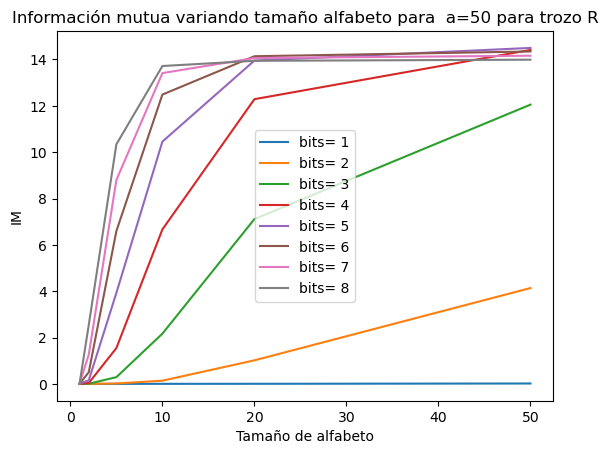 Información mutua variando tamaño alfabeto para  a=50 para trozo R
14
12
10
8
6
4
2
0
IM
bits= 1
bits= 2
bits= 3
bits= 4
bits= 5
bits= 6
bits= 7
bits= 8
0 10 20 30 40 50
Tamaño de alfabeto